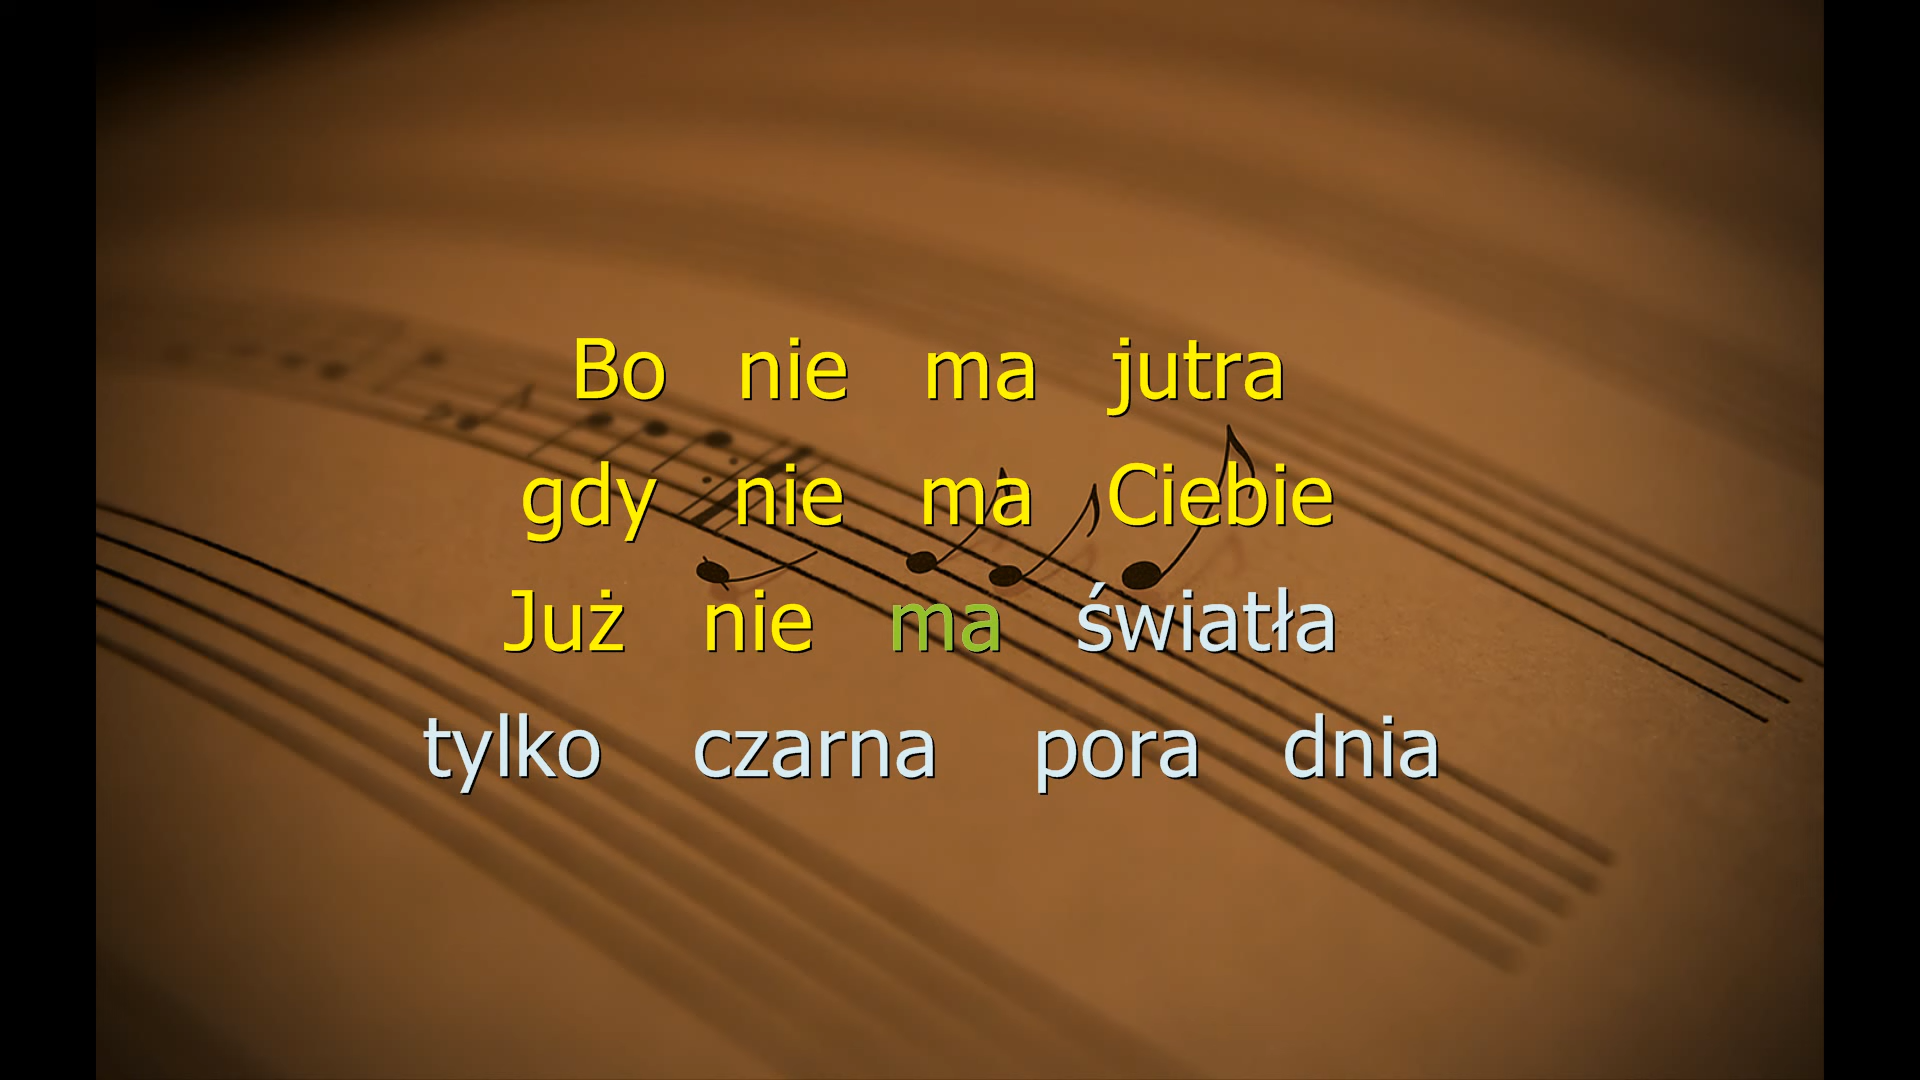 Bo nie ma jutra
gdy nie ma Ciebie
Już nie ma światła
tylko czarna pora dnia